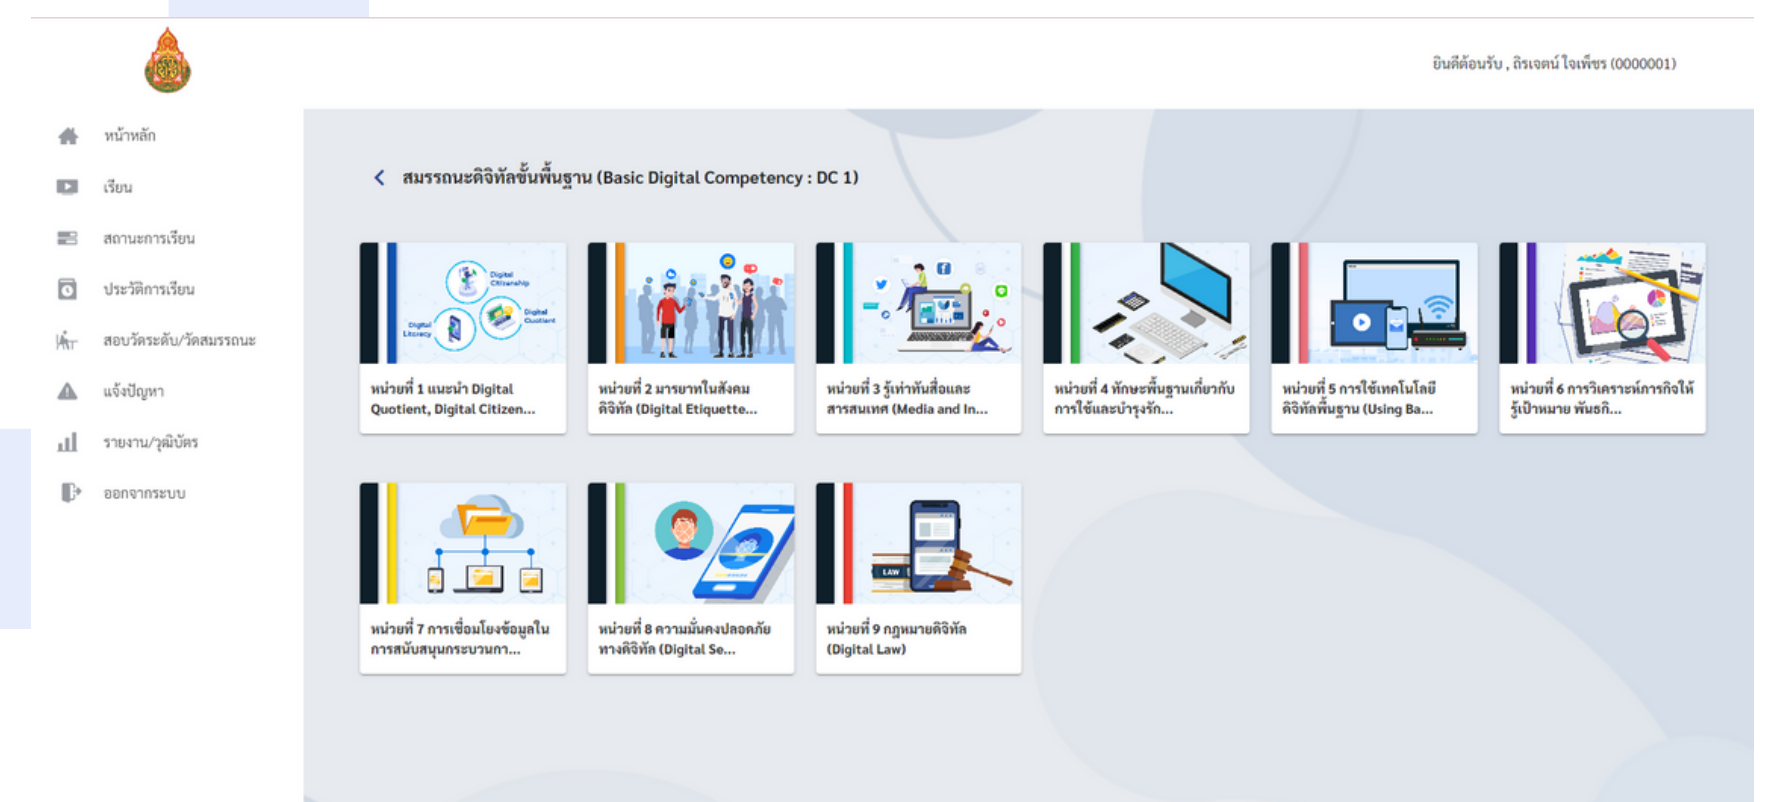 ยินดีต้อนรับ , ถิรเจตน์ ใจเพ็ชร (0000001)
หน้าหลัก
เรียน
สถานะการเรียน
ประวัติการเรียน
สอบวัดระดับ/วัดสมรรถนะ
แจ้งปัญหา
รายงาน/วุฒิบัตร
ออกจากระบบ
สมรรถนะดิจิทัลขั้นพื้นฐาน (Basic Digital Competency : DC 1)
Digital
Citizenship
Digital
Literacy
Digital
Quotient
หน่วยที่ 1 แนะนำ Digital
Quotient, Digital Citizen...
หน่วยที่ 2 มารยาทในสังคม
ดิจิทัล (Digital Etiquette...
หน่วยที่ 3 รู้เท่าทันสื่อและ
สารสนเทศ (Media and In...
หน่วยที่ 4 ทักษะพื้นฐานเกี่ยวกับ
การใช้และบำรุงรัก...
หน่วยที่ 5 การใช้เทคโนโลยี
ดิจิทัลพื้นฐาน (Using Ba...
หน่วยที่ 6 การวิเคราะห์ภารกิจให้
รู้เป้าหมาย พันธกิ...
หน่วยที่ 7 การเชื่อมโยงข้อมูลใน
การสนับสนุนกระบวนกา...
หน่วยที่ 8 ความมั่นคงปลอดภัย
ทางดิจิทัล (Digital Se...
LAW
หน่วยที่ 9 กฎหมายดิจิทัล
(Digital Law)